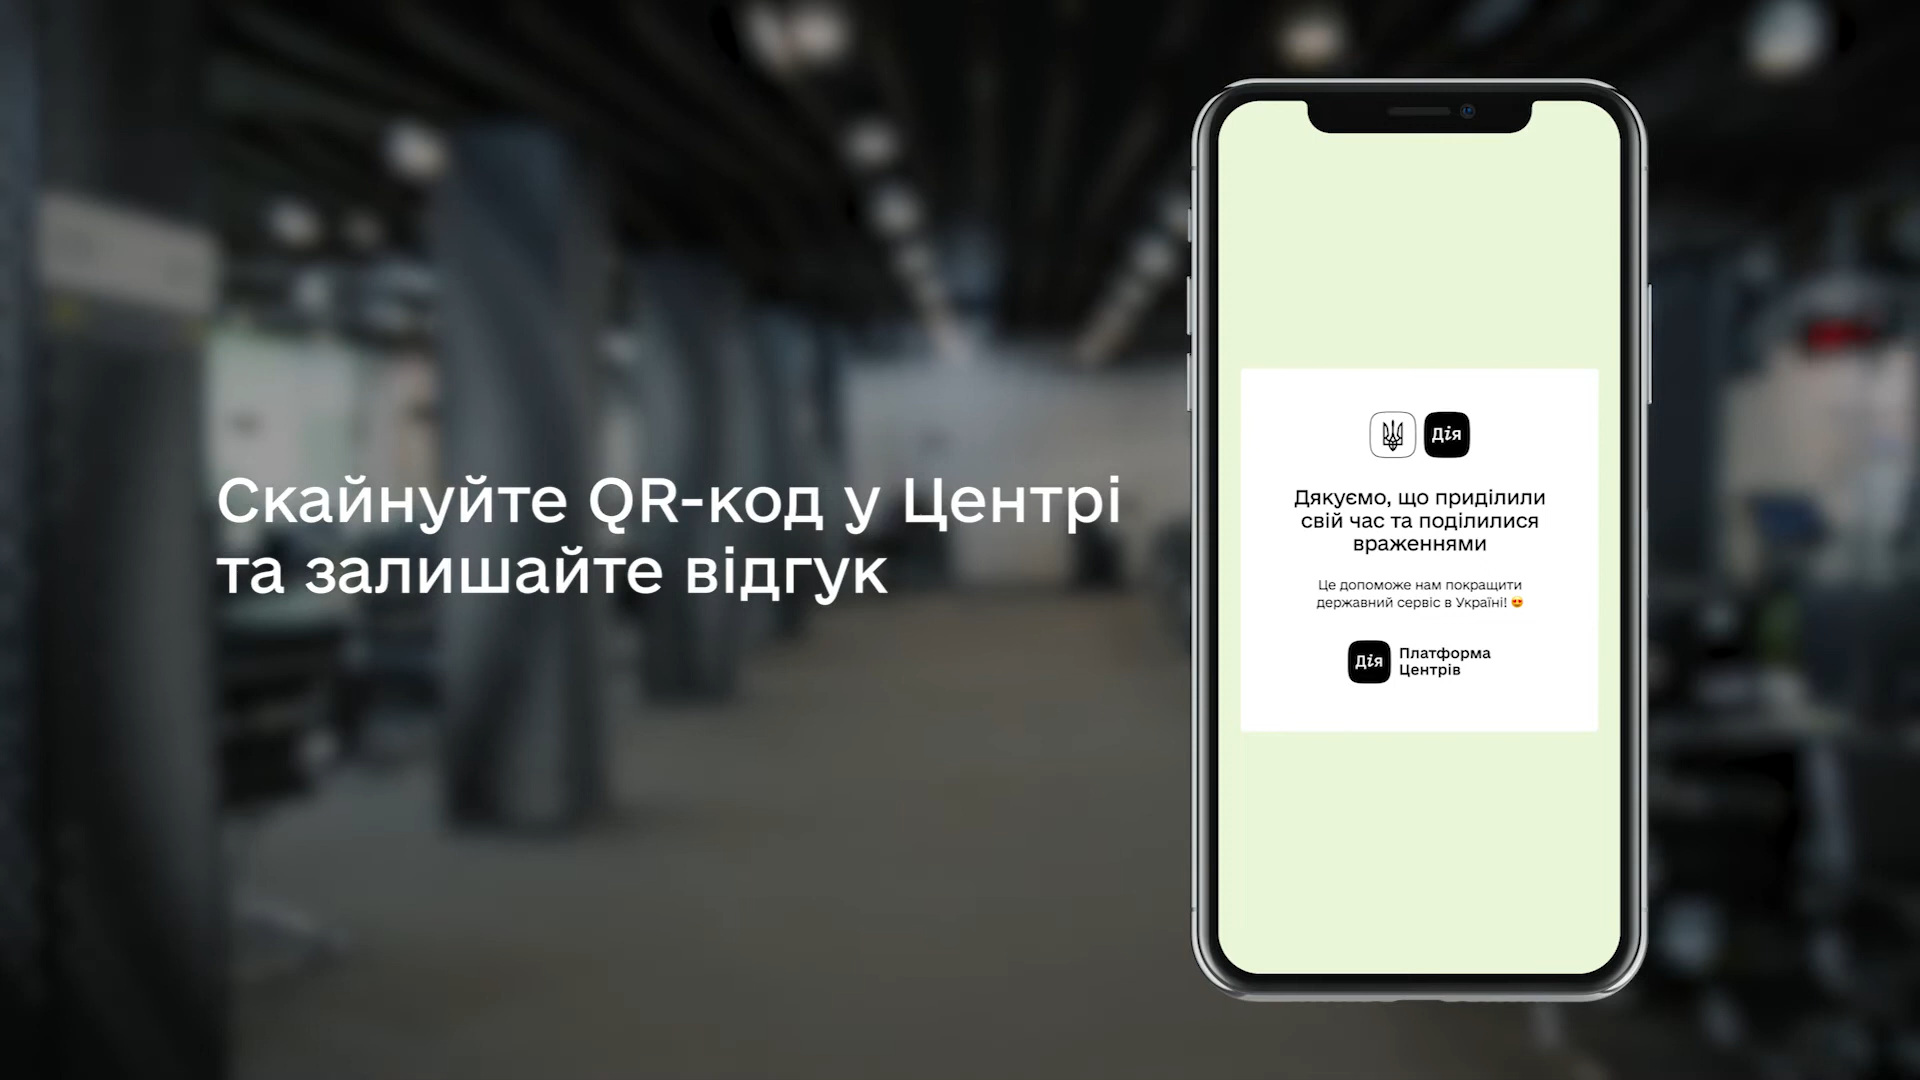 Скайнуйте QR-код у Центрі
та залишайте відгук
Дія
Дякуємо, що приділили
свій час та поділилися
враженнями
Це допоможе нам покращити
державний сервіс в Україні! 😍
Дія
Платформа
Центрів